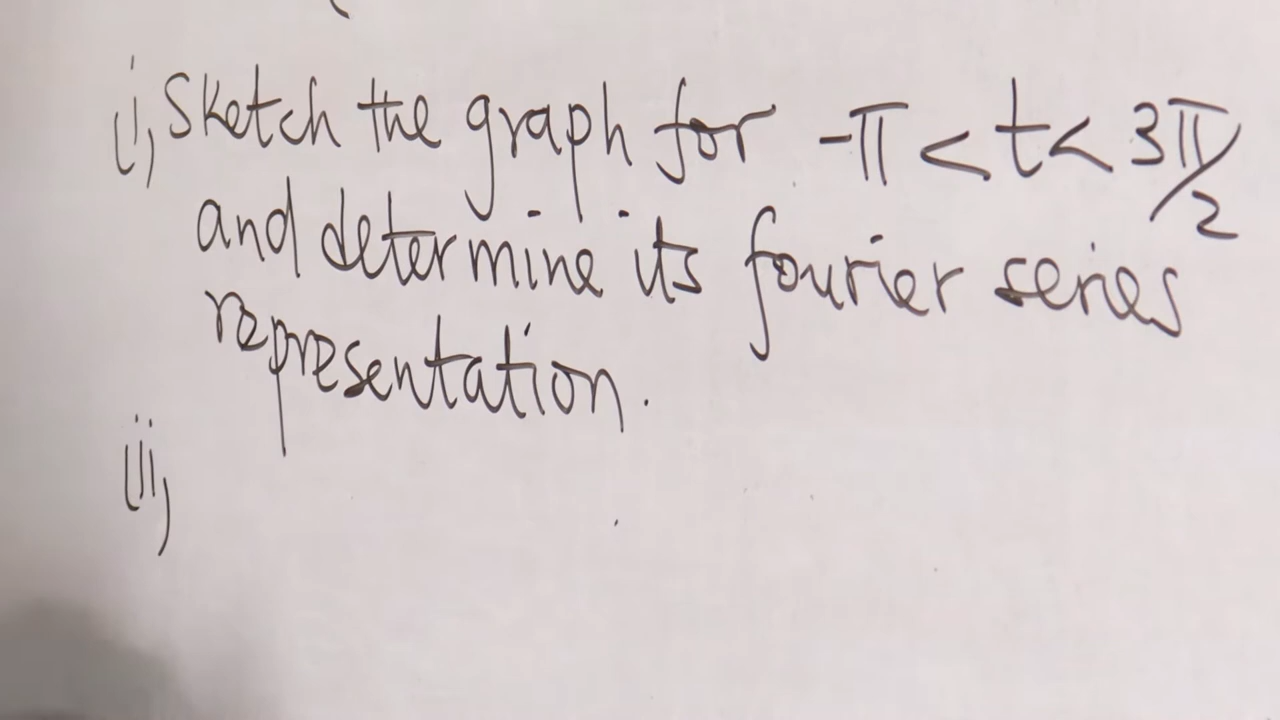 i, Sketch the graph for -π < t < 3π/2
and determine its fourier series
representation.
ii,